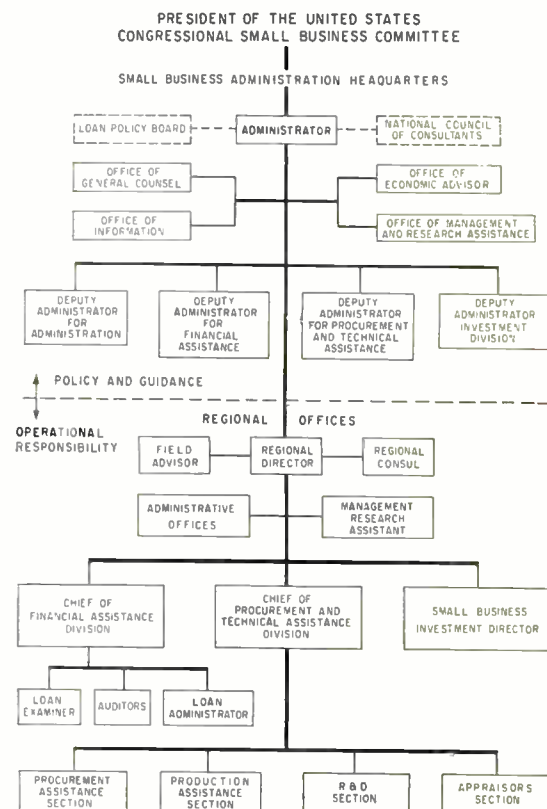 PRESIDENT OF THE UNITED STATES
CONGRESSIONAL SMALL BUSINESS COMMITTEE
SMALL BUSINESS ADMINISTRATION HEADQUARTERS
LOAN POLICY BOARD
ADMINISTRATOR
NATIONAL COUNCIL
OF CONSULTANTS
OFFICE OF
GENERAL COUNSEL
OFFICE OF
ECONOMIC ADVISOR
OFFICE OF
INFORMATION
OFFICE OF MANAGEMENT
AND RESEARCH ASSISTANCE
DEPUTY
ADMINISTRATOR
FOR
ADMINISTRATION
DEPUTY
ADMINISTRATOR
FOR
FINANCIAL
ASSISTANCE
DEPUTY
ADMINISTRATOR
FOR PROCUREMENT
AND TECHNICAL
ASSISTANCE
DEPUTY
ADMINISTRATOR
INVESTMENT
DIVISION
POLICY AND GUIDANCE
OPERATIONAL
RESPONSIBILITY
REGIONAL OFFICES
FIELD
ADVISOR
REGIONAL
DIRECTOR
REGIONAL
CONSUL
ADMINISTRATIVE
OFFICES
MANAGEMENT
RESEARCH
ASSISTANT
CHIEF OF
FINANCIAL ASSISTANCE
DIVISION
CHIEF OF
PROCUREMENT AND
TECHNICAL ASSISTANCE
DIVISION
SMALL BUSINESS
INVESTMENT DIRECTOR
LOAN
EXAMINER
AUDITORS
LOAN
ADMINISTRATOR
PROCUREMENT
ASSISTANCE
SECTION
PRODUCTION
ASSISTANCE
SECTION
R&D
SECTION
APPRAISORS
SECTION